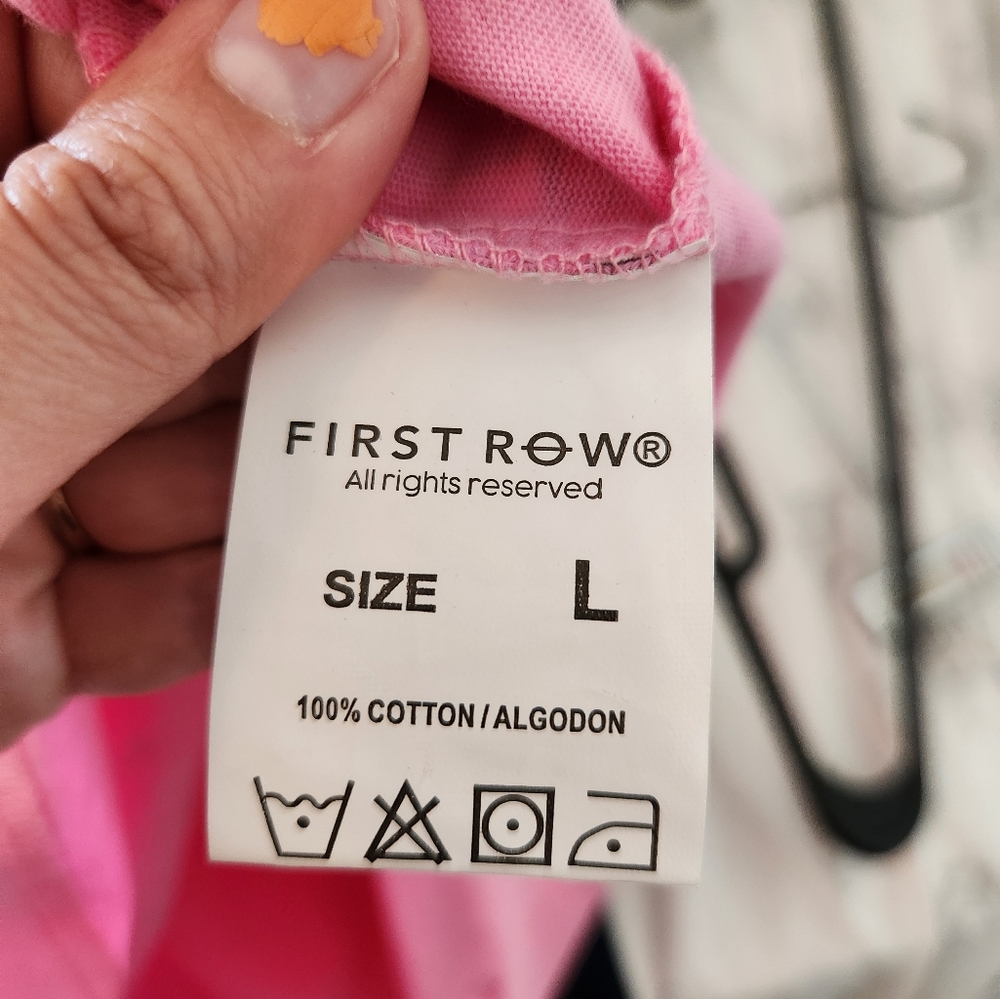 FIRST ROW®
All rights reserved
SIZE L
100% COTTON / ALGODON